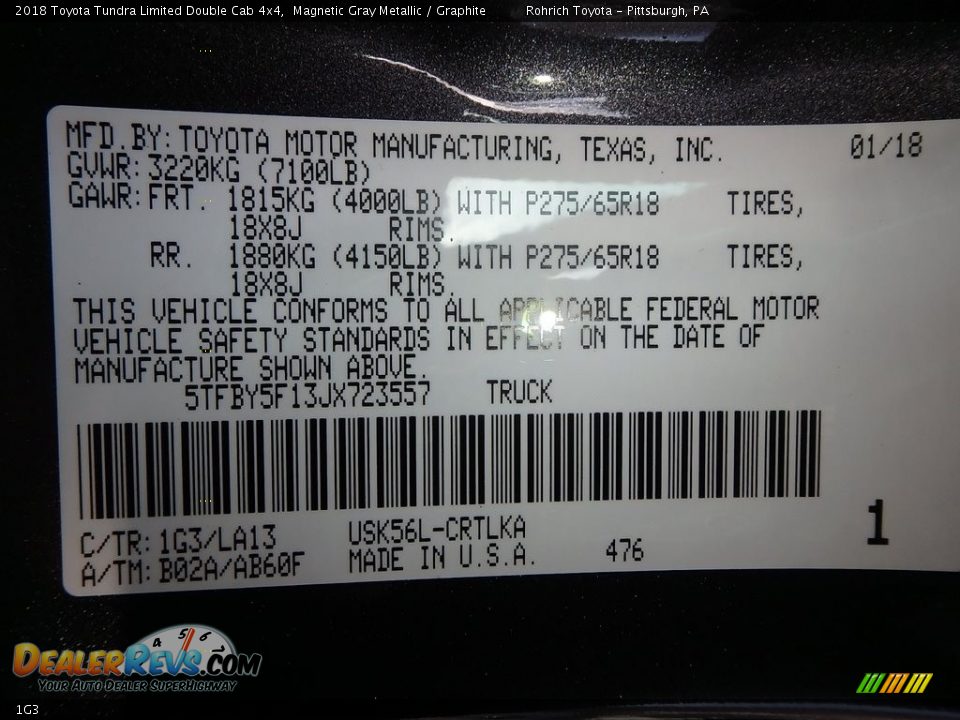 2018 Toyota Tundra Limited Double Cab 4x4,  Magnetic Gray Metallic / Graphite     Rohrich Toyota - Pittsburgh, PA
MFD.BY: TOYOTA MOTOR MANUFACTURING, TEXAS, INC.     01/18
GVWR: 3220KG (7100LB)
GAWR: FRT. 1815KG (4000LB) WITH P275/65R18     TIRES,
18X8J     RIMS.
RR. 1880KG (4150LB) WITH P275/65R18     TIRES,
18X8J     RIMS.
THIS VEHICLE CONFORMS TO ALL APPLICABLE FEDERAL MOTOR
VEHICLE SAFETY STANDARDS IN EFFECT ON THE DATE OF
MANUFACTURE SHOWN ABOVE.
5TFBY5F13JX723557     TRUCK
C/TR: 1G3/LA13     USK56L-CRTLKA
A/TM: B02A/AB60F     MADE IN U.S.A.     476
1
4 5 6
DEALERREVS.COM
YOUR AUTO DEALER SUPERHIGHWAY
1G3